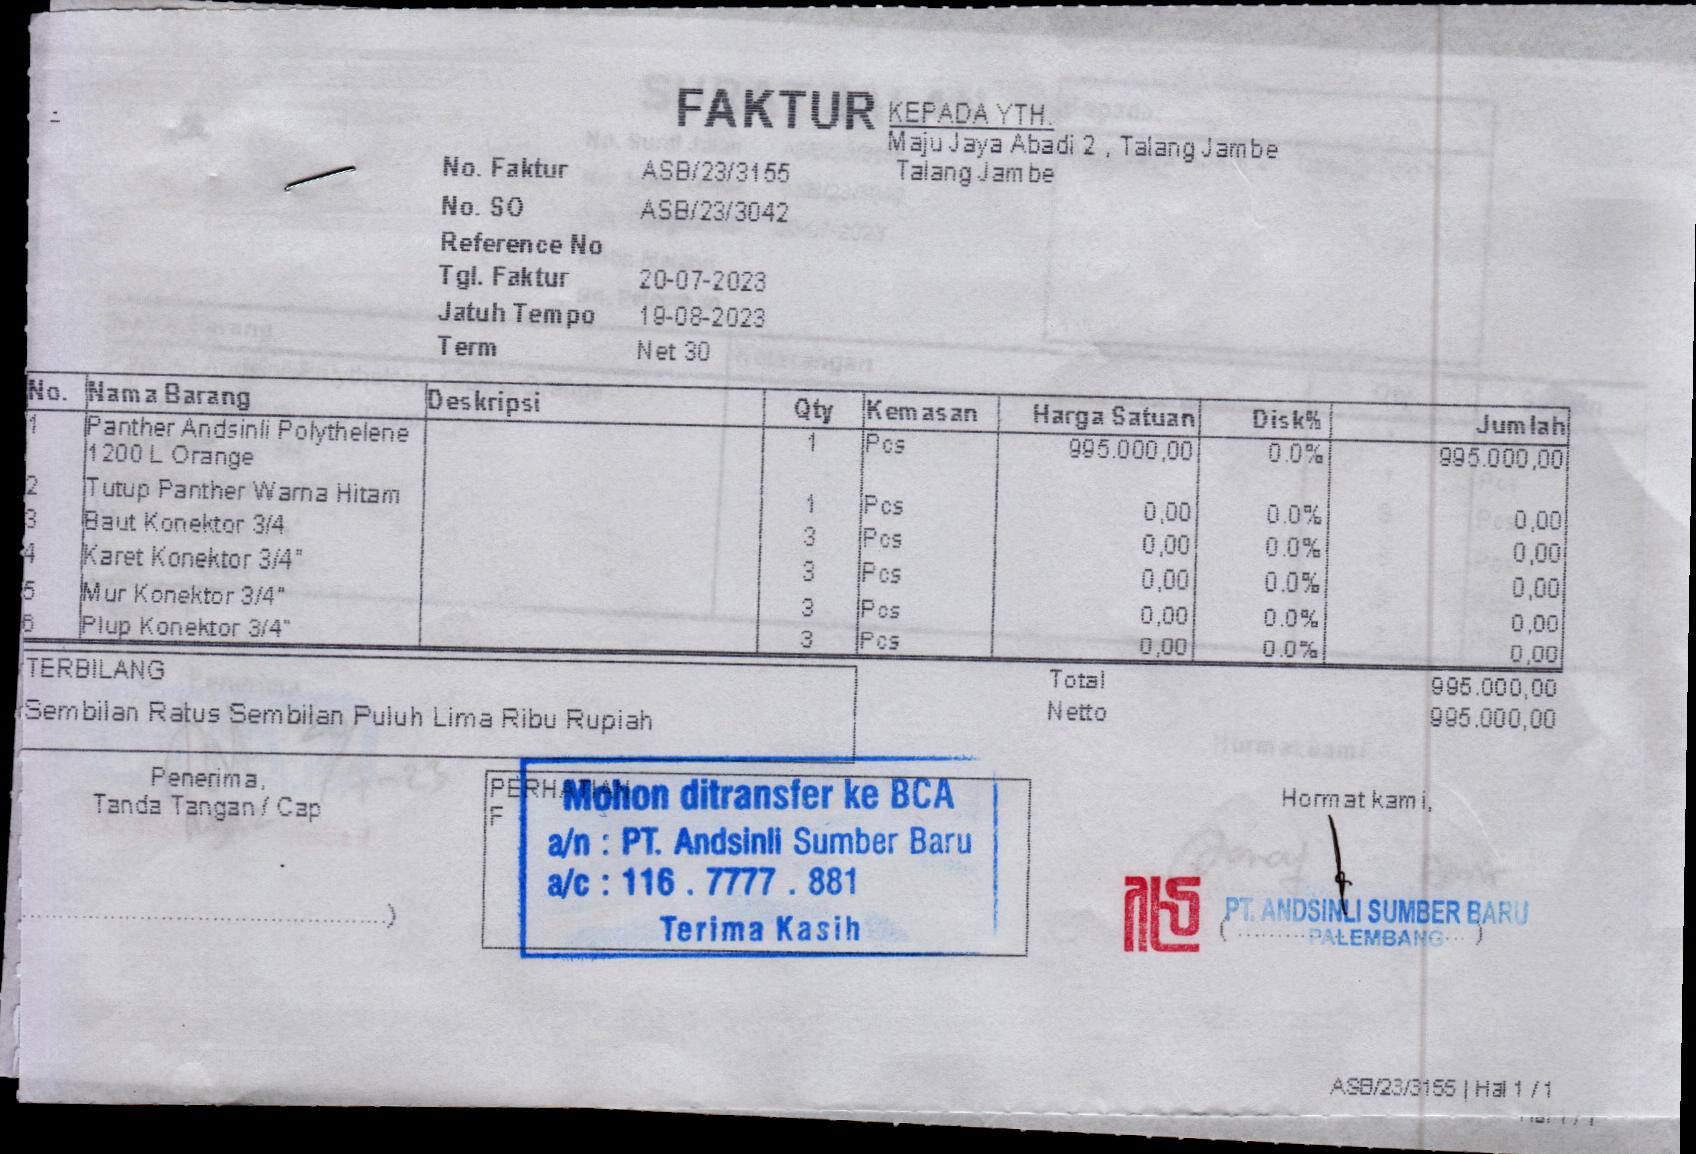 FAKTUR
KEPADA YTH.
Maju Jaya Abadi 2 , Talang Jambe
Talang Jambe
No. Faktur ASB/23/3155
No. SO ASB/23/3042
Reference No
Tgl. Faktur 20-07-2023
Jatuh Tempo 19-08-2023
Term Net 30
No. Nama Barang Deskripsi Qty Kemasan Harga Satuan Disk% Jumlah
1 Panther Andsinli Polythelene 1 Pcs 995.000,00 0.0% 995.000,00
1200 L Orange
2 Tutup Panther Warna Hitam 1 Pcs 0,00 0.0% 0,00
3 Baut Konektor 3/4 3 Pcs 0,00 0.0% 0,00
4 Karet Konektor 3/4" 3 Pcs 0,00 0.0% 0,00
5 Mur Konektor 3/4" 3 Pcs 0,00 0.0% 0,00
6 Plup Konektor 3/4" 3 Pcs 0,00 0.0% 0,00
TERBILANG
Sembilan Ratus Sembilan Puluh Lima Ribu Rupiah
Total 995.000,00
Netto 995.000,00
Penerima,
Tanda Tangan / Cap
PERHATIAN
F
Mohon ditransfer ke BCA
a/n : PT. Andsinli Sumber Baru
a/c : 116 . 7777 . 881
Terima Kasih
Hormat kami,
PT. ANDSINLI SUMBER BARU
PALEMBANG
ASB/23/3155 | Hal 1 / 1